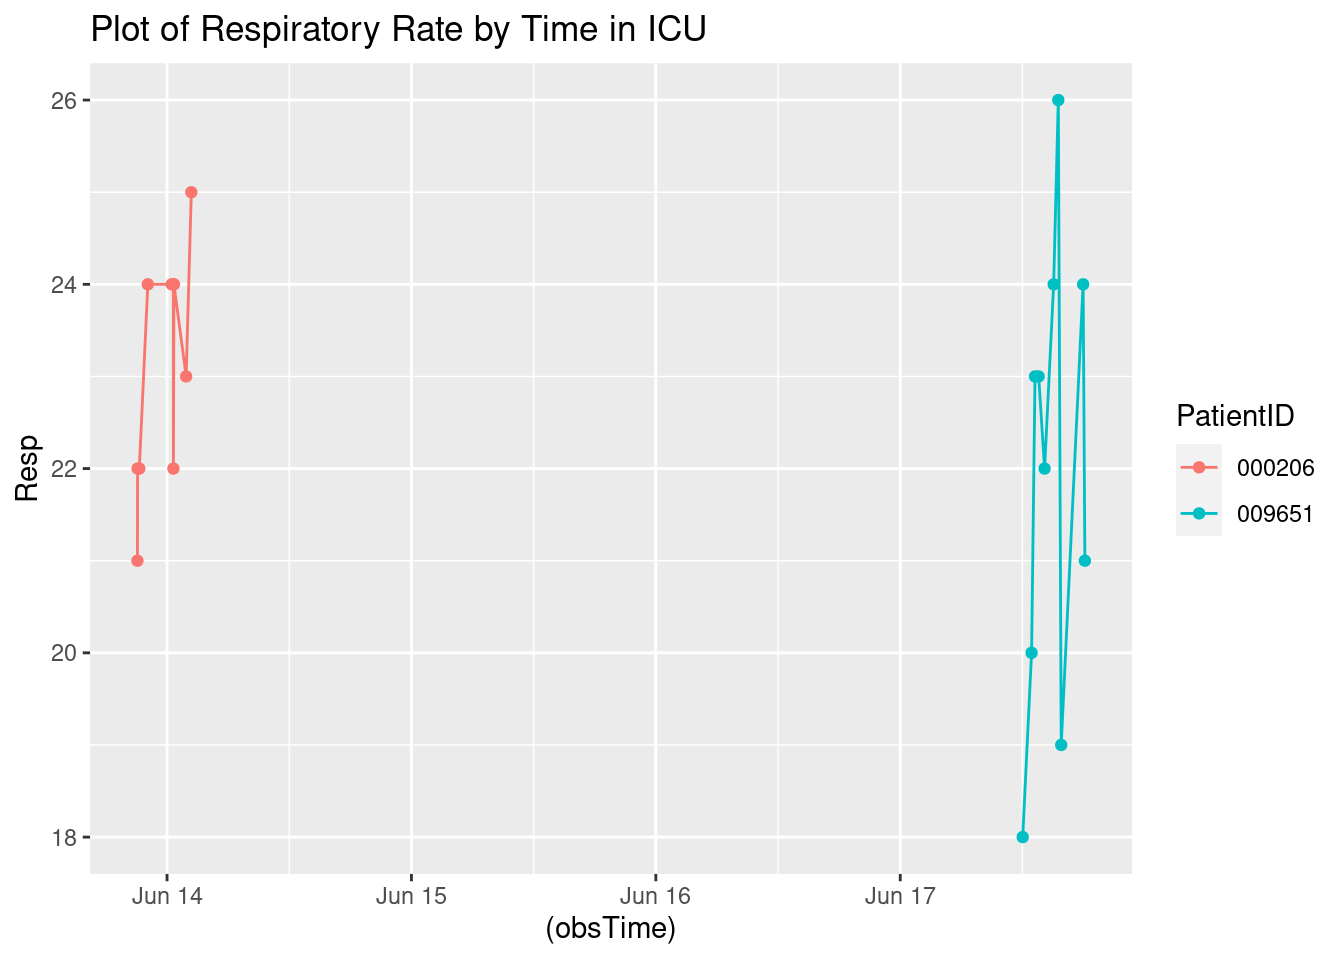 Plot of Respiratory Rate by Time in ICU
26
24
22
20
18
Resp
Jun 14
Jun 15
Jun 16
Jun 17
(obsTime)
PatientID
000206
009651